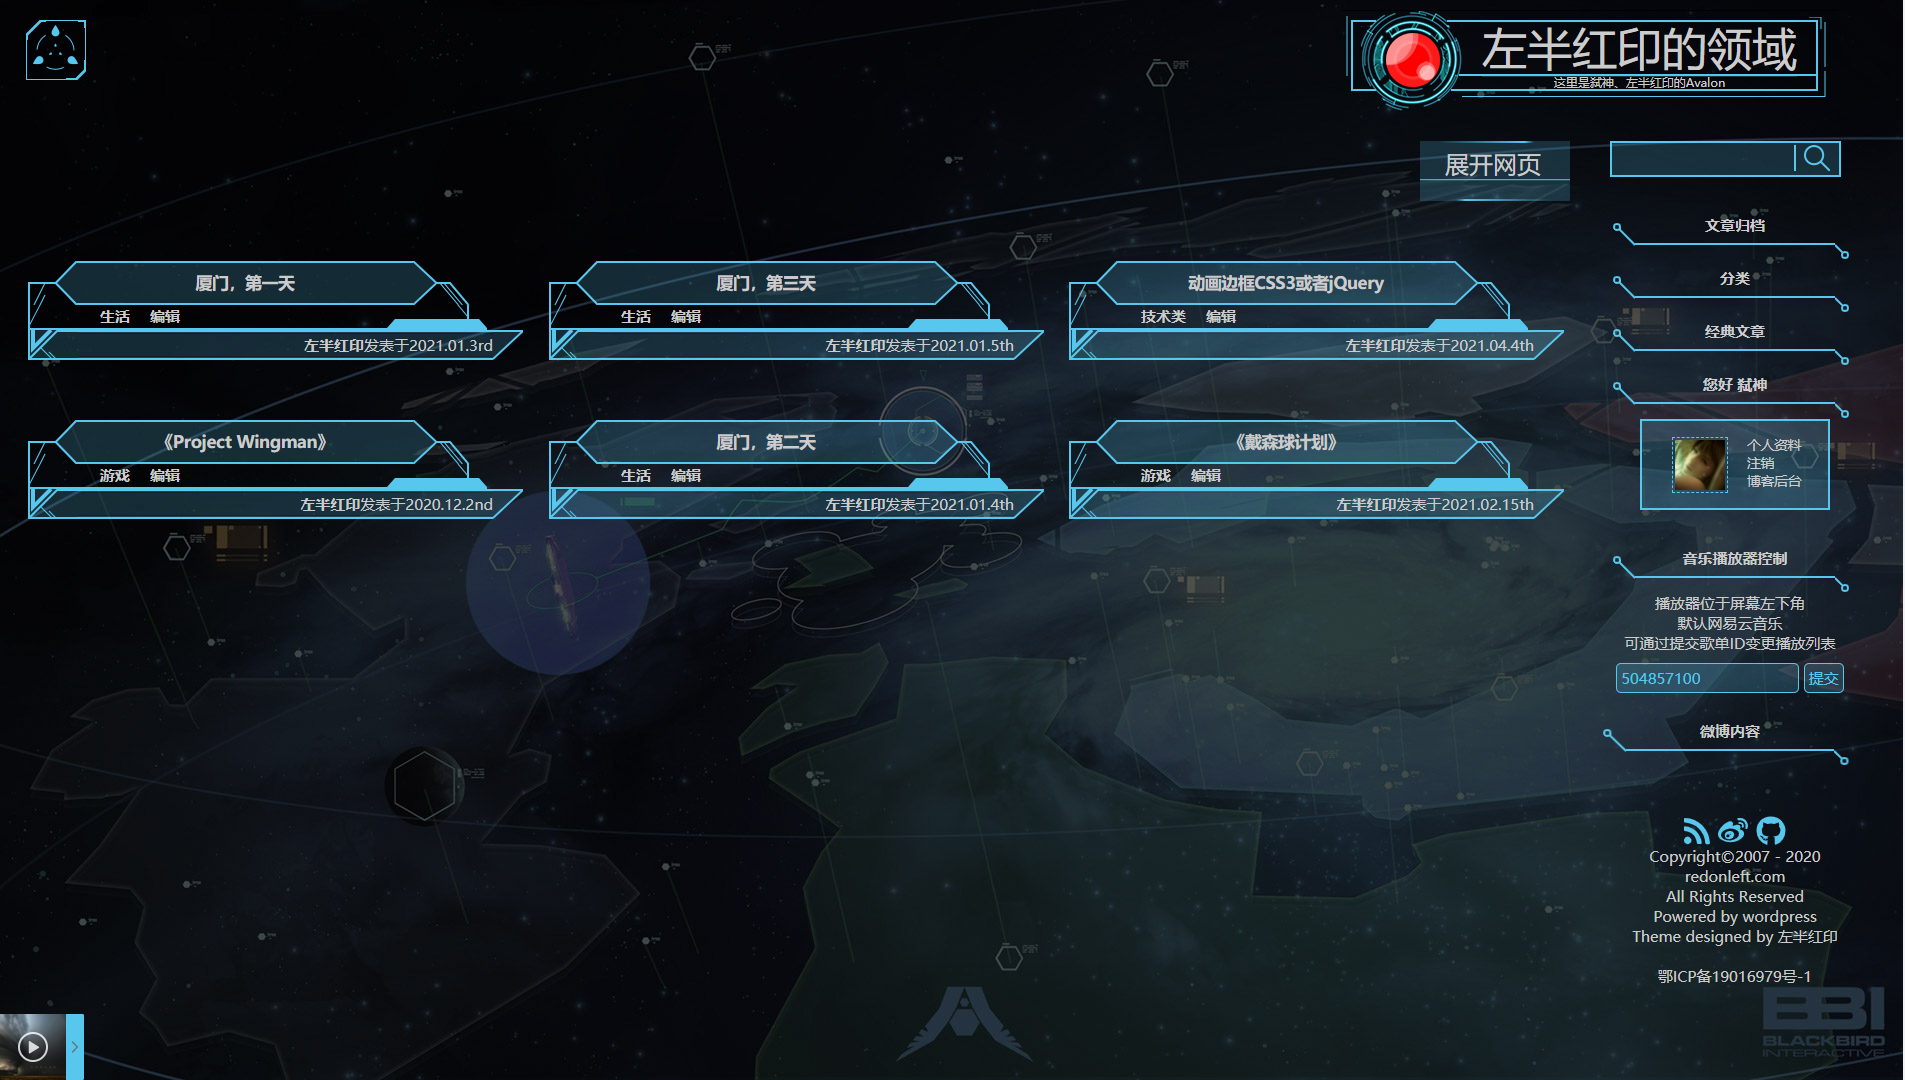 左半红印的领域
这里是弑神、左半红印的Avalon
展开网页
文章归档
分类
经典文章
您好 弑神
个人资料
注销
博客后台
厦门，第一天
生活 编辑
左半红印发表于2021.01.3rd
厦门，第三天
生活 编辑
左半红印发表于2021.01.5th
动画边框CSS3或者jQuery
技术类 编辑
左半红印发表于2021.04.4th
《Project Wingman》
游戏 编辑
左半红印发表于2020.12.2nd
厦门，第二天
生活 编辑
左半红印发表于2021.01.4th
《戴森球计划》
游戏 编辑
左半红印发表于2021.02.15th
音乐播放器控制
播放器位于屏幕左下角
默认网易云音乐
可通过提交歌单ID变更播放列表
504857100 提交
微博内容
Copyright©2007 - 2020
redonleft.com
All Rights Reserved
Powered by wordpress
Theme designed by 左半红印
鄂ICP备19016979号-1
BBI
BLACKBIRD
INTERACTIVE